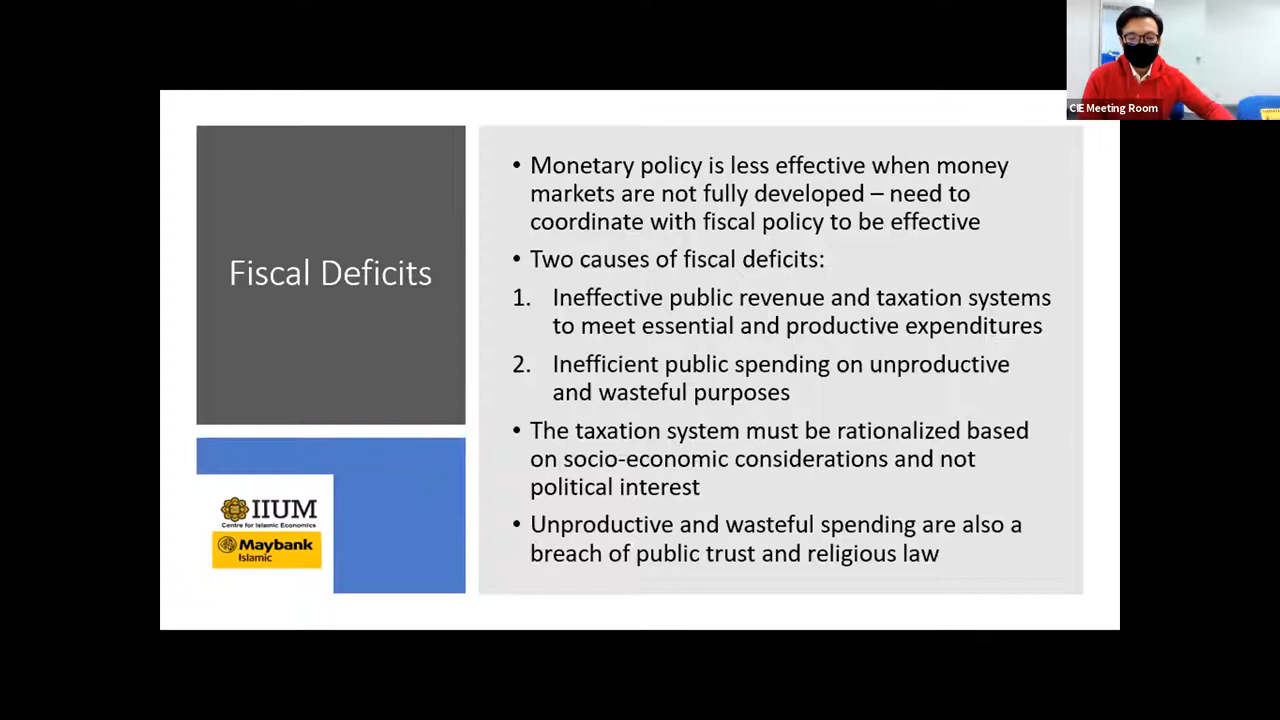 CIE Meeting Room
Fiscal Deficits
• Monetary policy is less effective when money
markets are not fully developed – need to
coordinate with fiscal policy to be effective
• Two causes of fiscal deficits:
1. Ineffective public revenue and taxation systems
to meet essential and productive expenditures
2. Inefficient public spending on unproductive
and wasteful purposes
• The taxation system must be rationalized based
on socio-economic considerations and not
political interest
• Unproductive and wasteful spending are also a
breach of public trust and religious law
IIUM
Centre for Islamic Economics
Maybank
Islamic